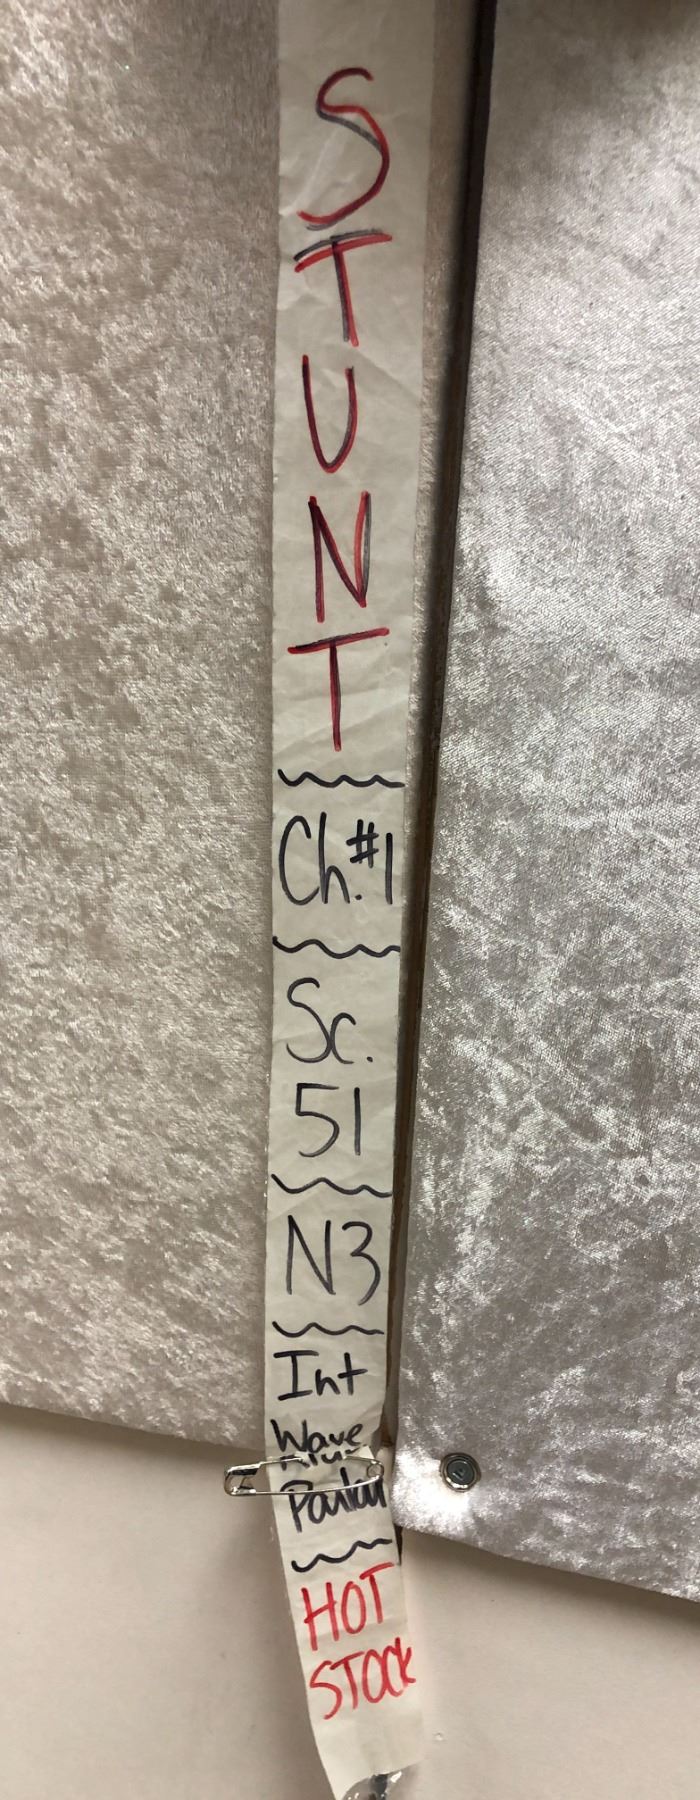 STUNT
Ch.#1
Sc.
51
N3
Int
Wave
HOT
STOCK